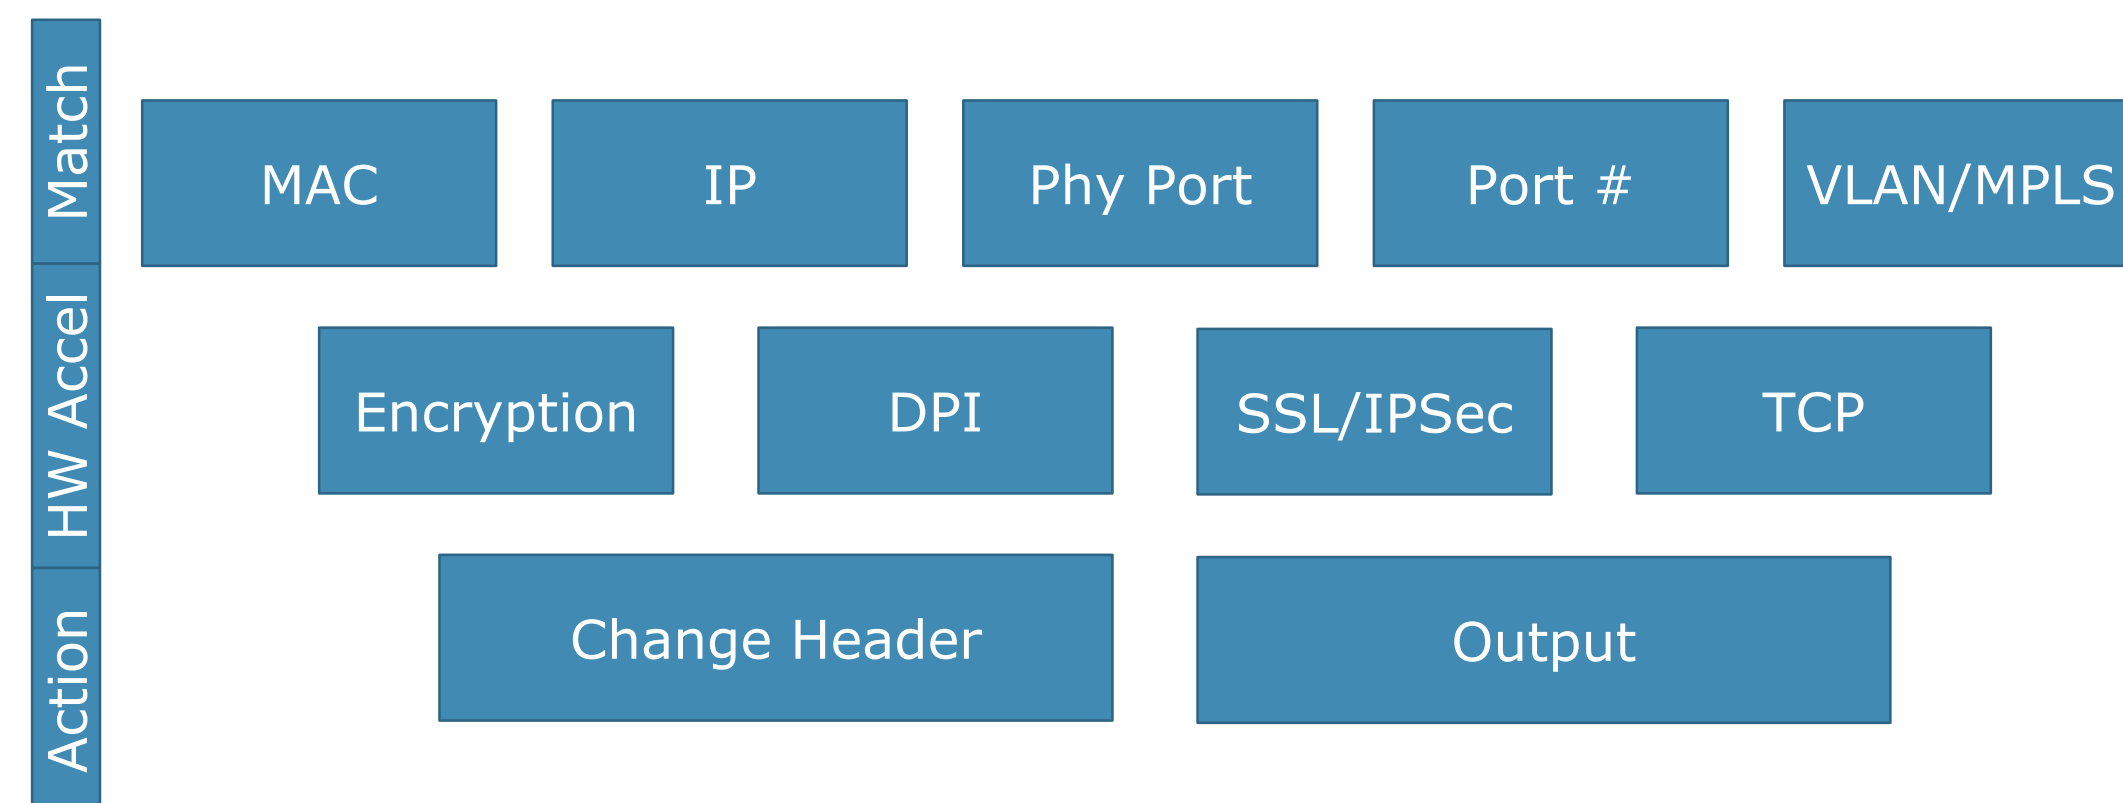 Match
MAC
IP
Phy Port
Port #
VLAN/MPLS
HW Accel
Encryption
DPI
SSL/IPSec
TCP
Action
Change Header
Output